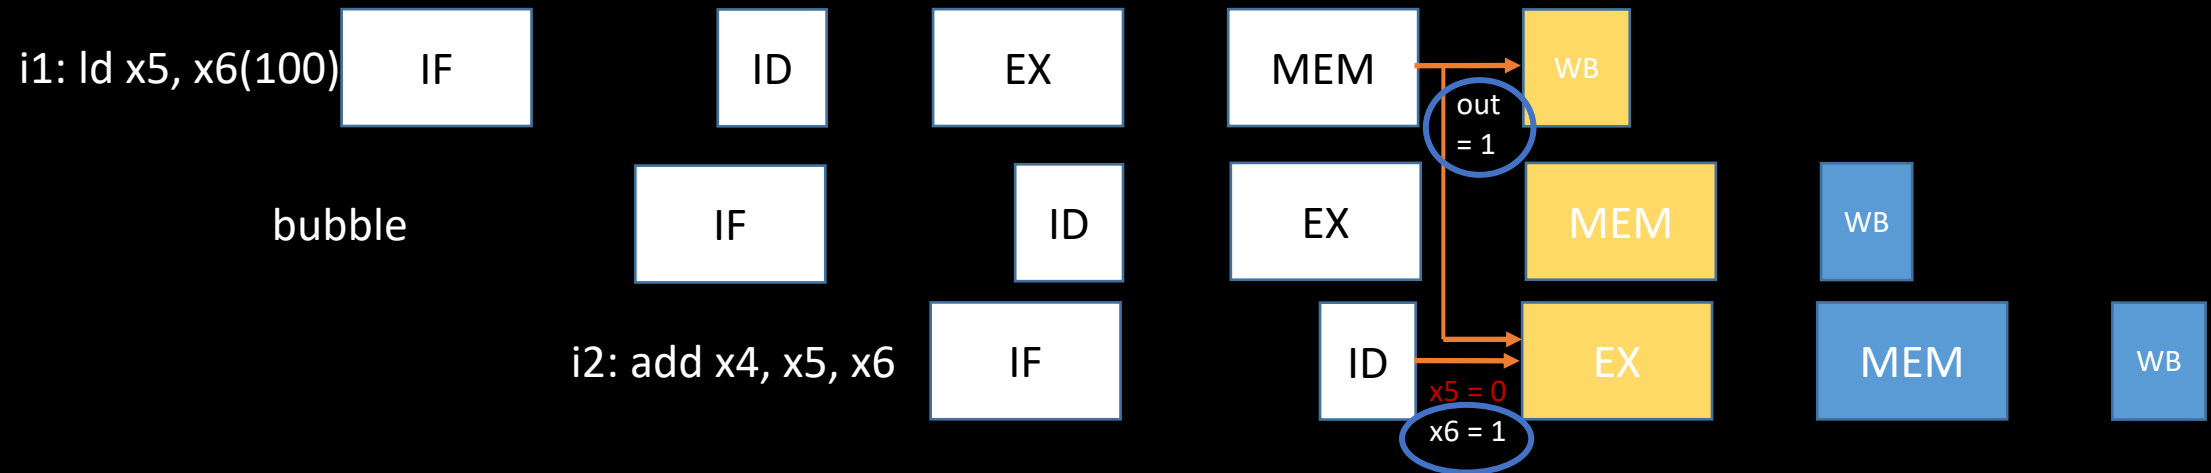 i1: ld x5, x6(100) IF ID EX MEM WB
out
= 1
bubble IF ID EX MEM WB
i2: add x4, x5, x6 IF ID EX MEM WB
x5 = 0
x6 = 1